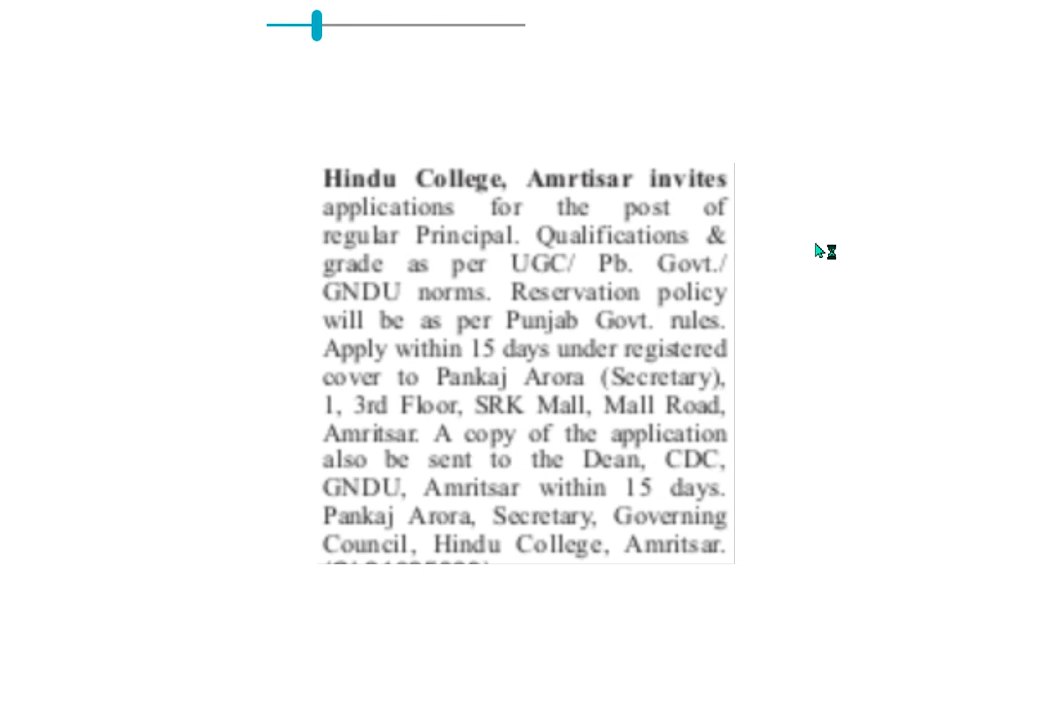 Hindu College, Amrtisar invites
applications for the post of
regular Principal. Qualifications &
grade as per UGC/ Pb. Govt./
GNDU norms. Reservation policy
will be as per Punjab Govt. rules.
Apply within 15 days under registered
cover to Pankaj Arora (Secretary),
1, 3rd Floor, SRK Mall, Mall Road,
Amritsar. A copy of the application
also be sent to the Dean, CDC,
GNDU, Amritsar within 15 days.
Pankaj Arora, Secretary, Governing
Council, Hindu College, Amritsar.